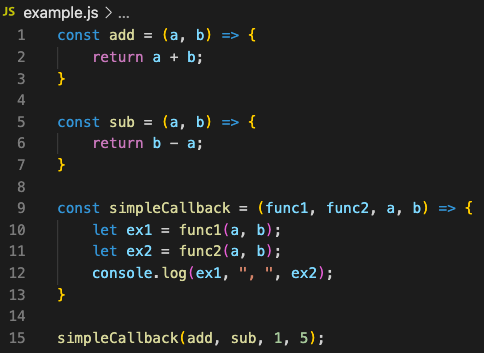 JS example.js > ...
1 const add = (a, b) => {
2     return a + b;
3 }
4
5 const sub = (a, b) => {
6     return b - a;
7 }
8
9 const simpleCallback = (func1, func2, a, b) => {
10     let ex1 = func1(a, b);
11     let ex2 = func2(a, b);
12     console.log(ex1, ", ", ex2);
13 }
14
15 simpleCallback(add, sub, 1, 5);